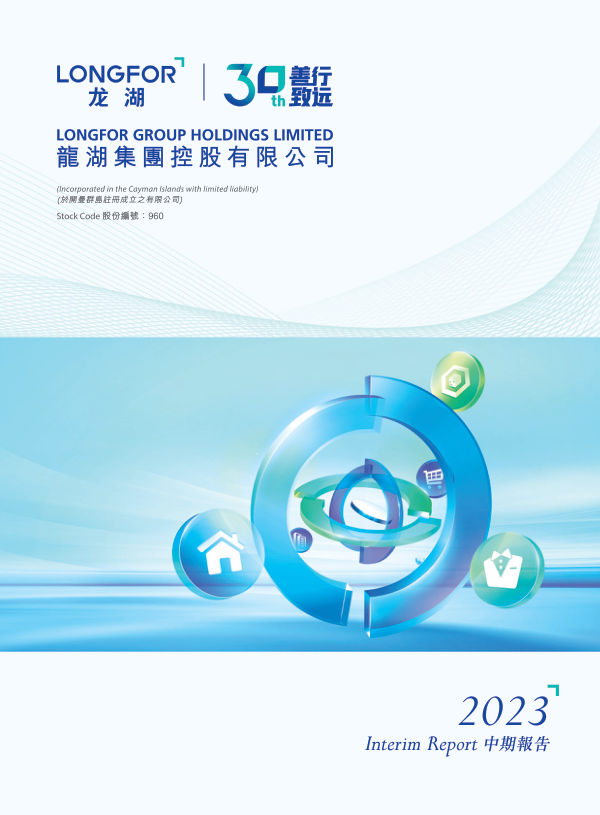 LONGFOR
龙湖
30th 善行
致远
LONGFOR GROUP HOLDINGS LIMITED
龍湖集團控股有限公司
(Incorporated in the Cayman Islands with limited liability)
(於開曼群島註冊成立之有限公司)
Stock Code 股份編號：960
2023
Interim Report 中期報告